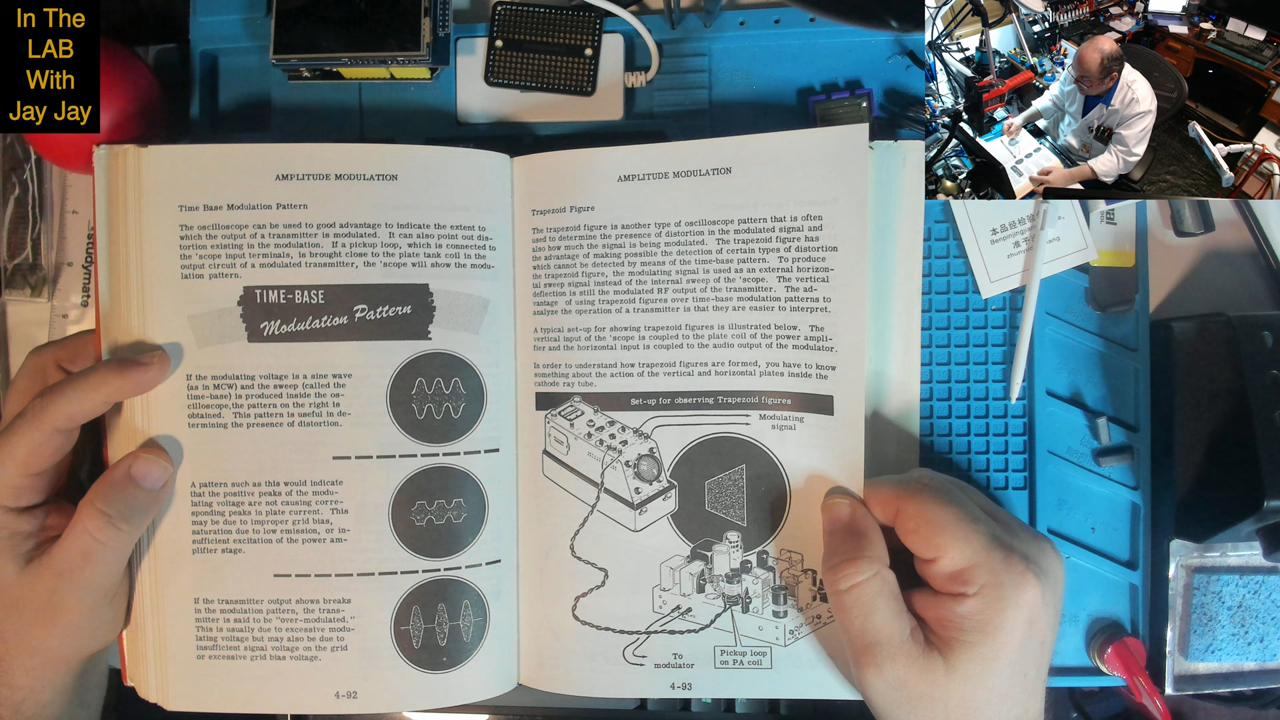 In The
LAB
With
Jay Jay
AMPLITUDE MODULATION
Time Base Modulation Pattern
The oscilloscope can be used to good advantage to indicate the extent to
which the output of a transmitter is modulated. It can also point out dis-
tortion existing in the modulation. If a pickup loop, which is connected to
the 'scope input terminals, is brought close to the plate tank coil in the
output circuit of a modulated transmitter, the 'scope will show the modu-
lation pattern.
TIME-BASE
Modulation Pattern
If the modulating voltage is a sine wave
(as in MCW) and the sweep (called the
time-base) is produced inside the os-
cilloscope,the pattern on the right is
obtained. This pattern is useful in de-
termining the presence of distortion.
A pattern such as this would indicate
that the positive peaks of the modu-
lating voltage are not causing corre-
sponding peaks in plate current. This
may be due to improper grid bias,
saturation due to low emission, or in-
sufficient excitation of the power am-
plifier stage.
If the transmitter output shows breaks
in the modulation pattern, the trans-
mitter is said to be "over-modulated."
This is usually due to excessive modu-
lating voltage but may also be due to
insufficient signal voltage on the grid
or excessive grid bias voltage.
4-92
AMPLITUDE MODULATION
Trapezoid Figure
The trapezoid figure is another type of oscilloscope pattern that is often
used to determine the presence of distortion in the modulated signal and
also how much the signal is being modulated. The trapezoid figure has
the advantage of making possible the detection of certain types of distortion
which cannot be detected by means of the time-base pattern. To produce
the trapezoid figure, the modulating signal is used as an external horizon-
tal sweep signal instead of the internal sweep of the 'scope. The vertical
deflection is still the modulated RF output of the transmitter. The ad-
vantage of using trapezoid figures over time-base modulation patterns to
analyze the operation of a transmitter is that they are easier to interpret.
A typical set-up for showing trapezoid figures is illustrated below. The
vertical input of the 'scope is coupled to the plate coil of the power ampli-
fier and the horizontal input is coupled to the audio output of the modulator.
In order to understand how trapezoid figures are formed, you have to know
something about the action of the vertical and horizontal plates inside the
cathode ray tube.
Set-up for observing Trapezoid figures
Modulating
signal
To
modulator
Pickup loop
on PA coil
4-93
studymate
本品经检验
准予